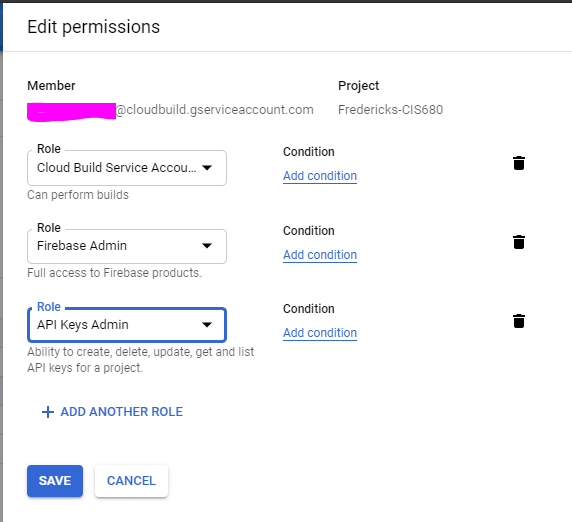 Edit permissions
Member
Project
@cloudbuild.gserviceaccount.com
Fredericks-CIS680
Role
Cloud Build Service Accou...
Condition
Add condition
Can perform builds
Role
Firebase Admin
Condition
Add condition
Full access to Firebase products.
Role
API Keys Admin
Condition
Add condition
Ability to create, delete, update, get and list
API keys for a project.
+ ADD ANOTHER ROLE
SAVE
CANCEL